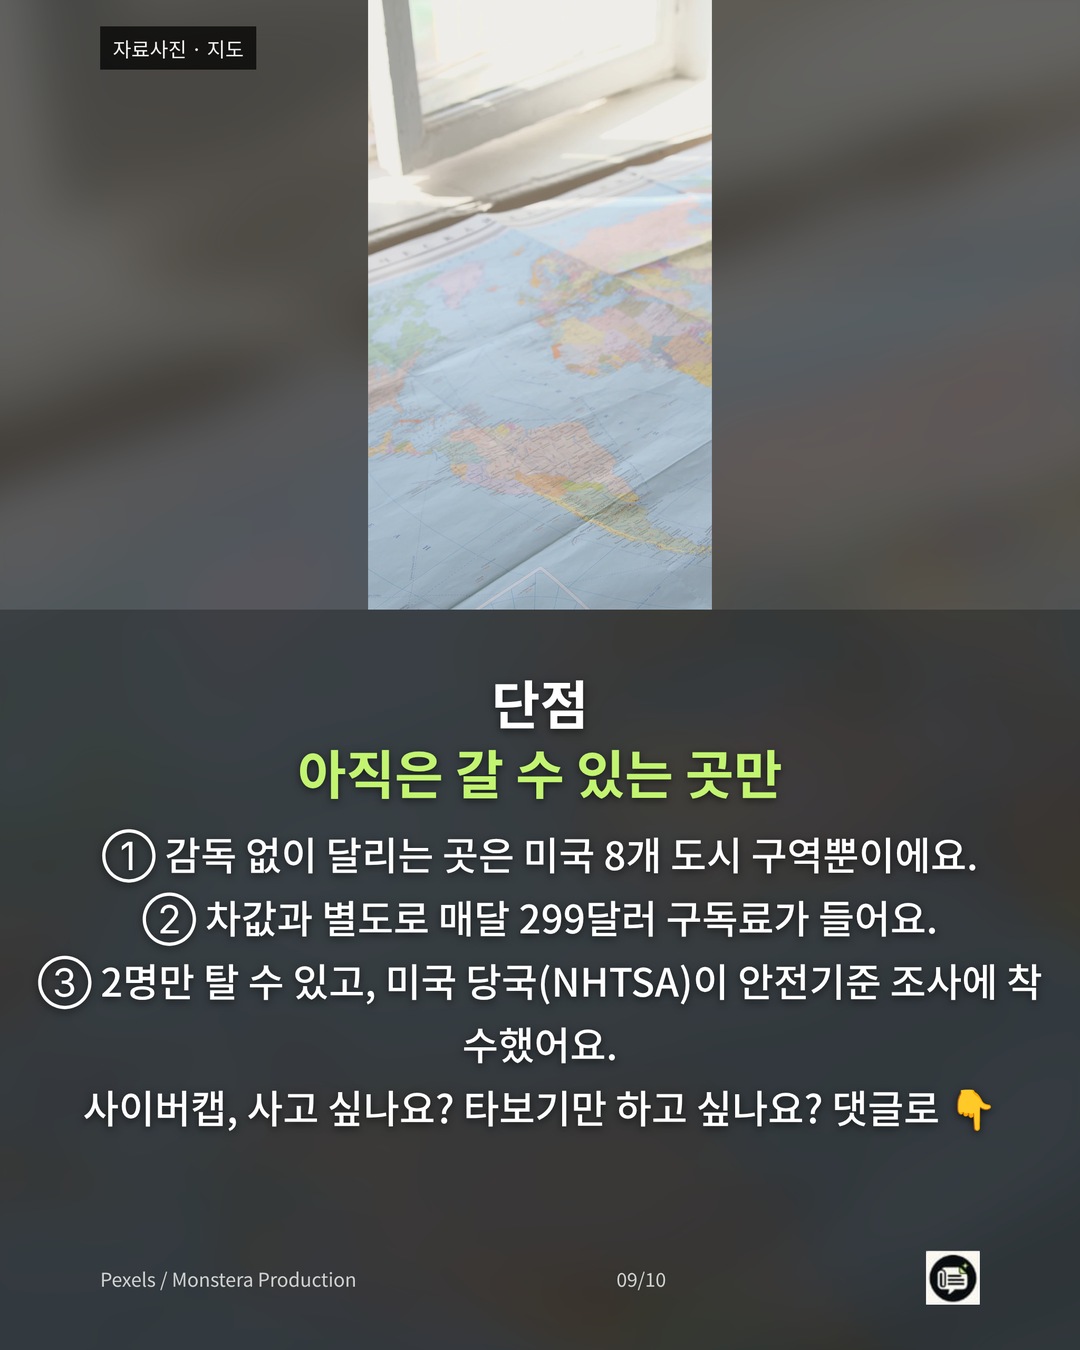 자료사진 · 지도
단점
아직은 갈 수 있는 곳만
① 감독 없이 달리는 곳은 미국 8개 도시 구역뿐이에요.
② 차값과 별도로 매달 299달러 구독료가 들어요.
③ 2명만 탈 수 있고, 미국 당국(NHTSA)이 안전기준 조사에 착
수했어요.
사이버캡, 사고 싶나요? 타보기만 하고 싶나요? 댓글로 👇
Pexels / Monstera Production
09/10